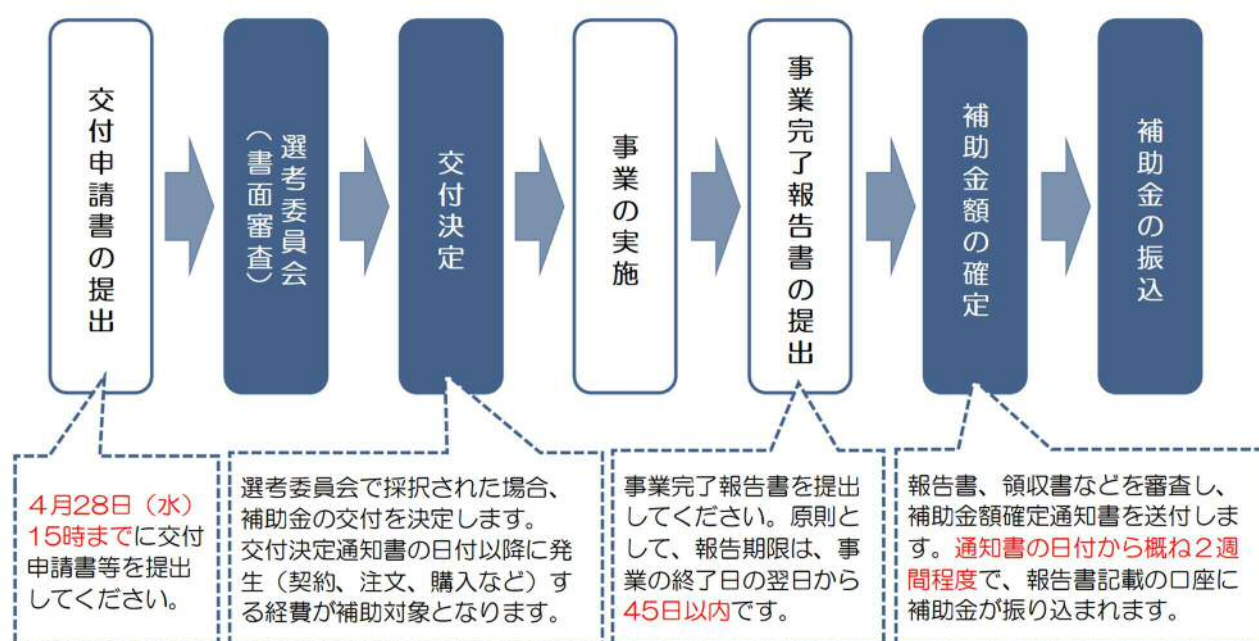 交付申請書の提出
選考委員会
（書面審査）
交付決定
事業の実施
事業完了報告書の提出
補助金額の確定
補助金の振込
４月28日（水）
15時までに交付
申請書等を提出
してください。
選考委員会で採択された場合、
補助金の交付を決定します。
交付決定通知書の日付以降に発
生（契約、注文、購入など）す
る経費が補助対象となります。
事業完了報告書を提出
してください。原則と
して、報告期限は、事
業の終了日の翌日から
45日以内です。
報告書、領収書などを審査し、
補助金額確定通知書を送付しま
す。通知書の日付から概ね２週
間程度で、報告書記載の口座に
補助金が振り込まれます。